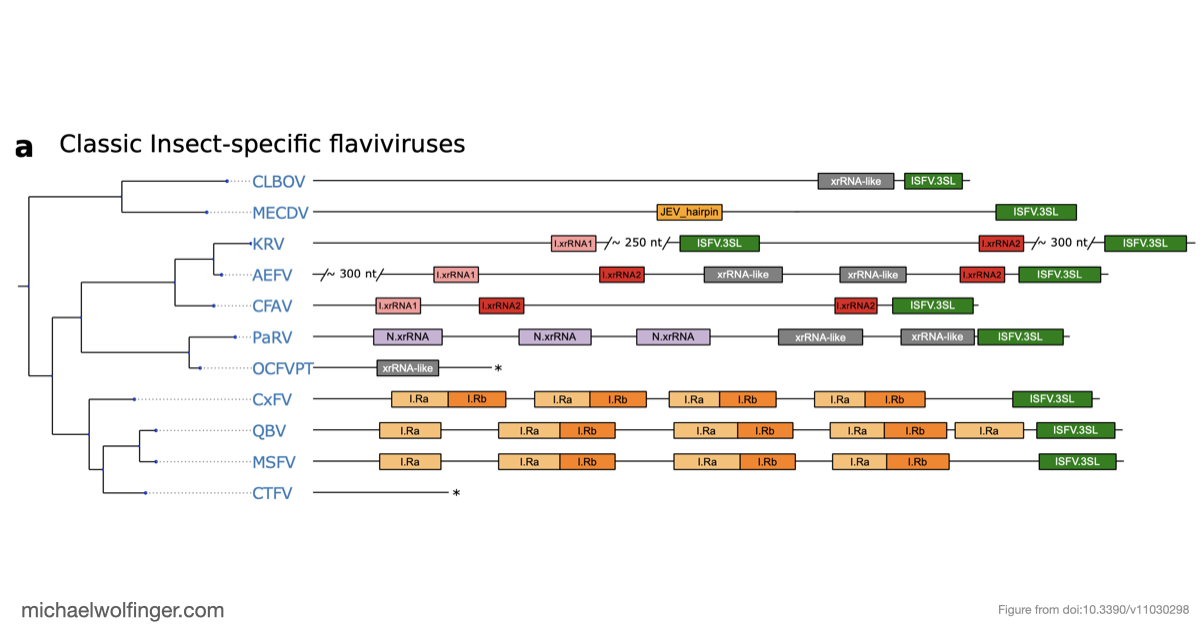 a Classic Insect-specific flaviviruses
CLBOV xrRNA-like ISFV.3SL
MECDV JEV_hairpin ISFV.3SL
KRV I.xrRNA1 ~ 250 nt ISFV.3SL I.xrRNA2 ~ 300 nt ISFV.3SL
AEFV ~ 300 nt I.xrRNA1 I.xrRNA2 xrRNA-like xrRNA-like I.xrRNA2 ISFV.3SL
CFAV I.xrRNA1 I.xrRNA2 I.xrRNA2 ISFV.3SL
PaRV N.xrRNA N.xrRNA N.xrRNA xrRNA-like xrRNA-like ISFV.3SL
OCFVPT xrRNA-like *
CxFV I.Ra I.Rb I.Ra I.Rb I.Ra I.Rb I.Ra I.Rb ISFV.3SL
QBV I.Ra I.Ra I.Rb I.Ra I.Rb I.Ra I.Rb I.Ra ISFV.3SL
MSFV I.Ra I.Ra I.Rb I.Ra I.Rb I.Ra I.Rb ISFV.3SL
CTFV *
michaelwolfinger.com
Figure from doi:10.3390/v11030298